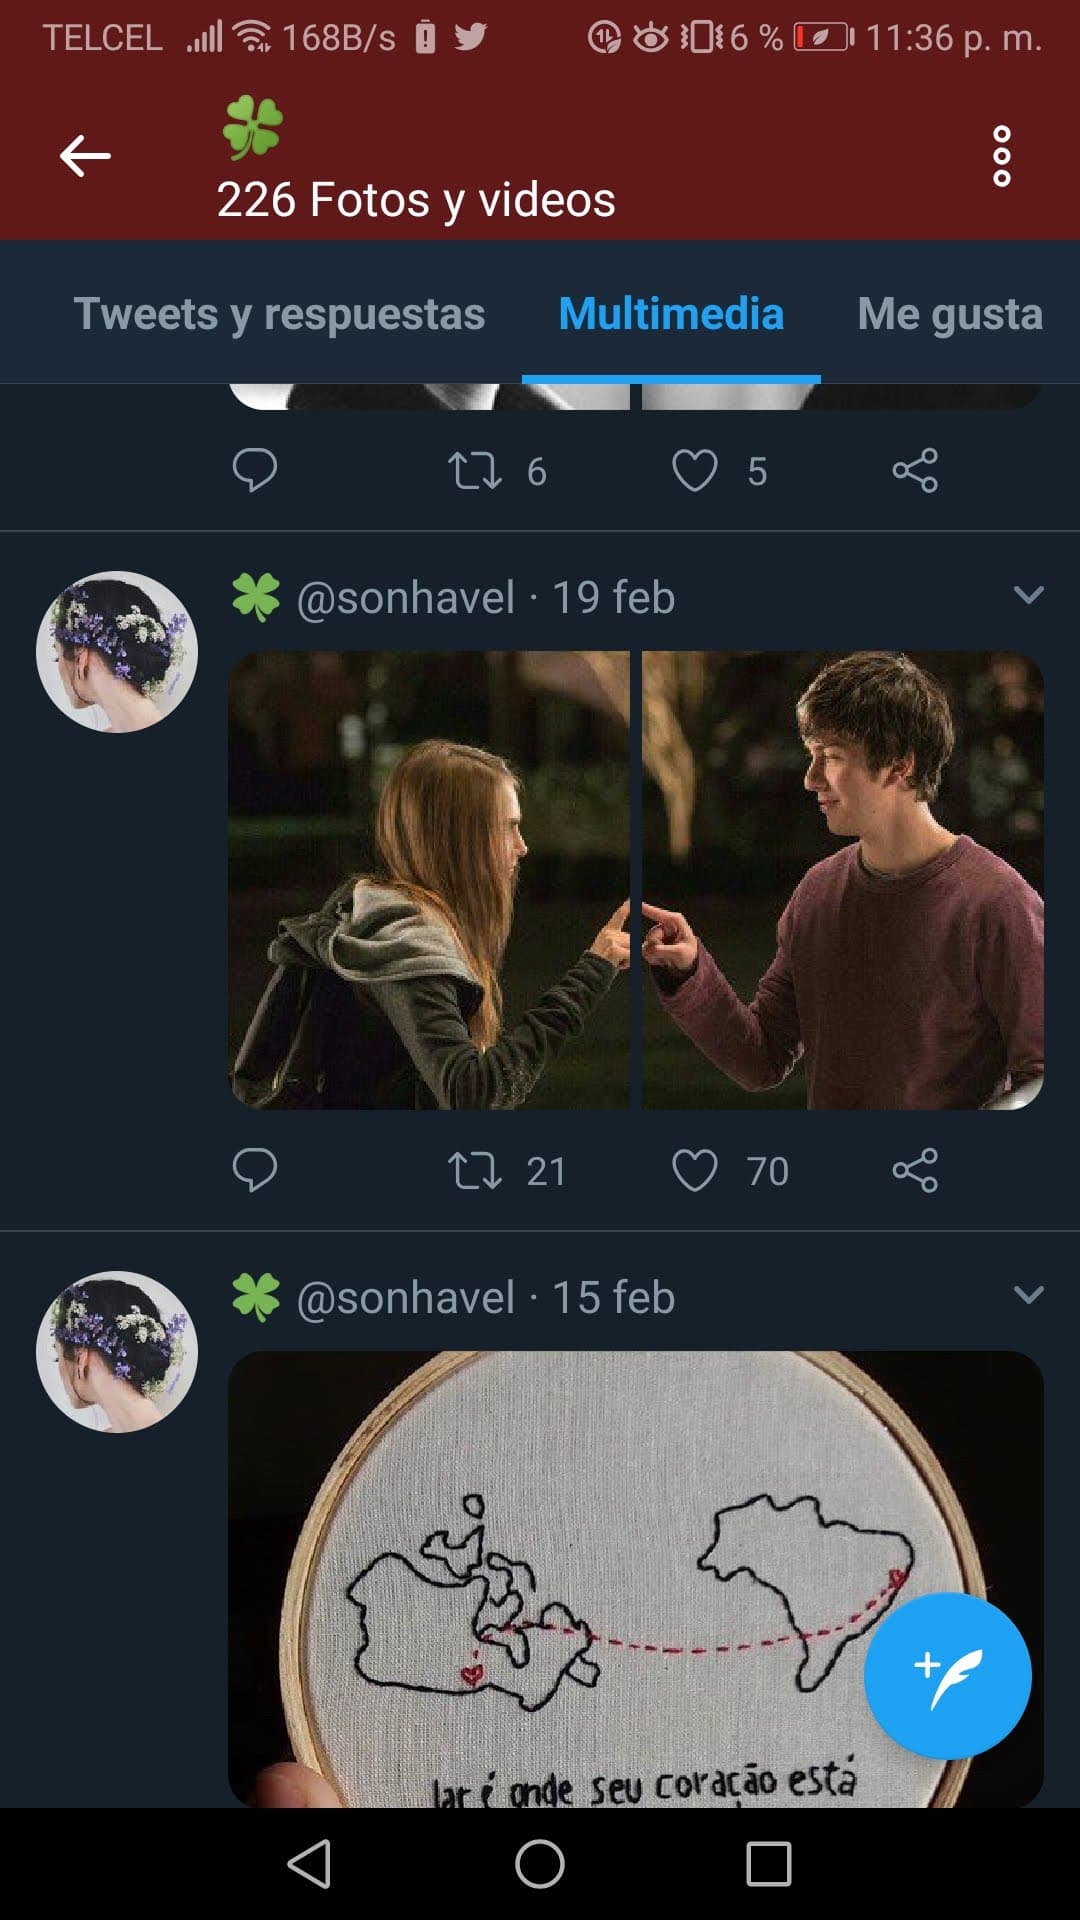 TELCEL 168B/s 6 % 11:36 p. m.
🍀
226 Fotos y videos
Tweets y respuestas Multimedia Me gusta
6 5
🍀 @sonhavel · 19 feb
21 70
🍀 @sonhavel · 15 feb
lar é onde seu coração está